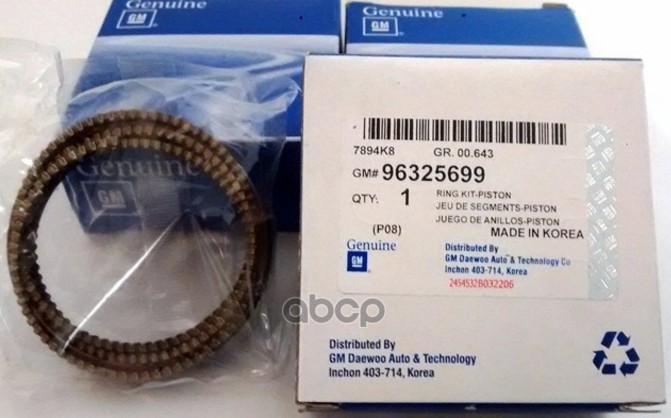 Genuine
GM
Genuine
GM
Genuine
GM
7894K8 GR. 00.643
GM# 96325699
QTY: 1
RING KIT-PISTON
JEU DE SEGMENTS-PISTON
JUEGO DE ANILLOS-PISTON
(P08) MADE IN KOREA
Genuine
GM
Distributed By
GM Daewoo Auto & Technology Co
Inchon 403-714, Korea
2454532B032206
abcp
Distributed By
GM Daewoo Auto & Technology
Inchon 403-714, Korea